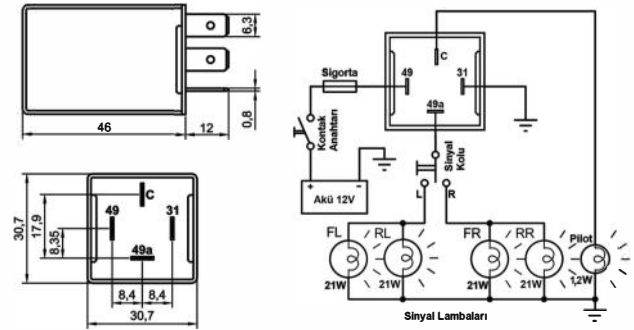 6,3
0,8
46
12
30,7
17,9
8,35
C
49
31
49a
8,4
8,4
30,7
Sigorta
C
49
31
49a
Kontak
Anahtarı
Sinyal
Kolu
+
-
Akü 12V
L
R
FL
RL
FR
RR
Pilot
21W
21W
21W
21W
1,2W
Sinyal Lambaları